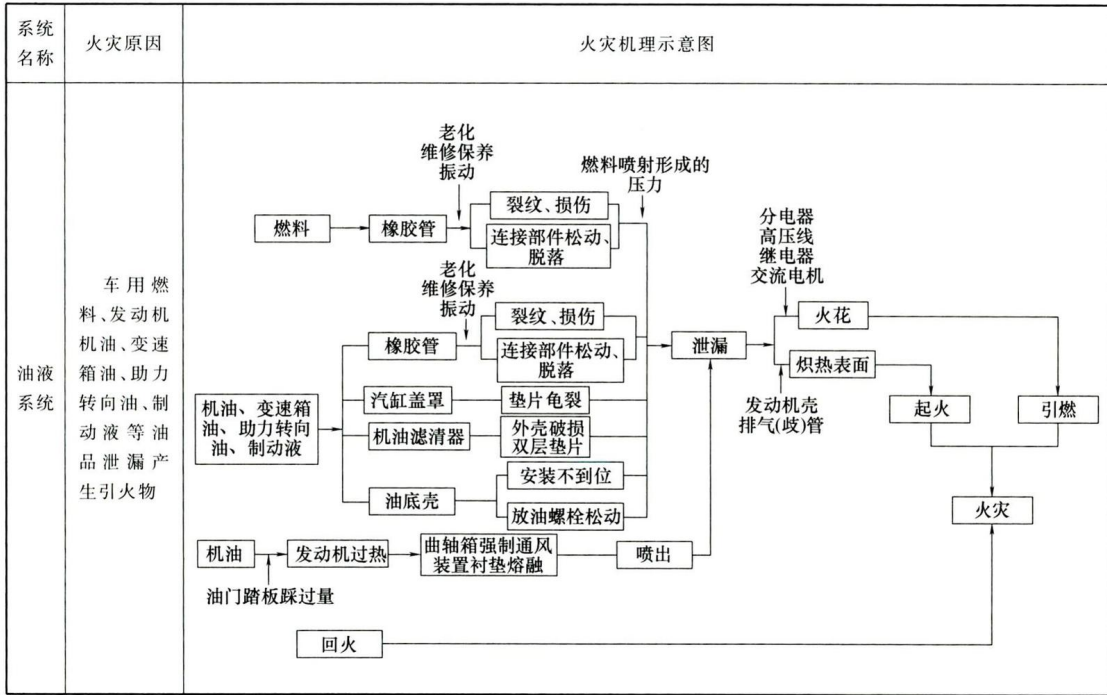 系统
名称
火灾原因
火灾机理示意图
油液
系统
车用燃
料、发动机
机油、变速
箱油、助力
转向油、制
动液等油
品泄漏产
生引火物
老化
维修保养
振动
燃料喷射形成的
压力
燃料
橡胶管
裂纹、损伤
连接部件松动、
脱落
分电器
高压线
继电器
交流电机
老化
维修保养
振动
橡胶管
裂纹、损伤
连接部件松动、
脱落
泄漏
火花
炽热表面
发动机壳
排气(歧)管
起火
引燃
机油、变速箱
油、助力转向
油、制动液
汽缸盖罩
垫片龟裂
机油滤清器
外壳破损
双层垫片
油底壳
安装不到位
放油螺栓松动
火灾
机油
发动机过热
曲轴箱强制通风
装置衬垫熔融
喷出
油门踏板踩过量
回火